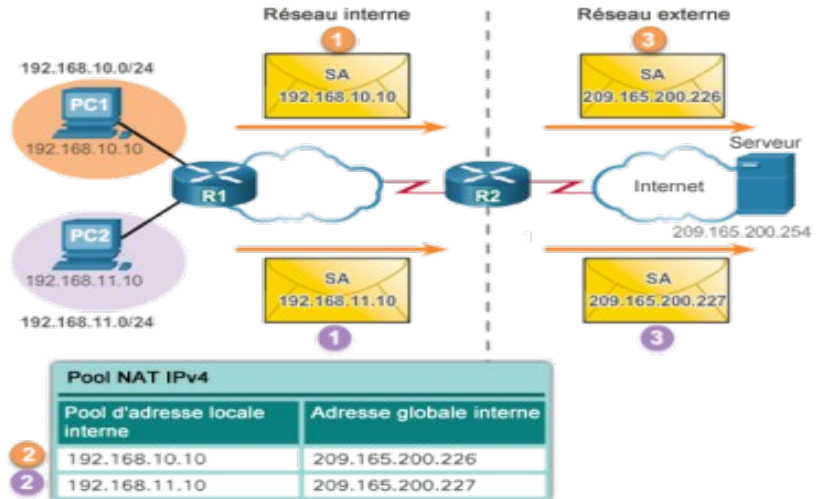 Réseau interne
Réseau externe
1
3
192.168.10.0/24
SA
192.168.10.10
SA
209.165.200.226
PC1
192.168.10.10
Serveur
R1
R2
Internet
209.165.200.254
PC2
192.168.11.10
SA
192.168.11.10
SA
209.165.200.227
192.168.11.0/24
1
3
Pool NAT IPv4
Pool d'adresse locale
interne
Adresse globale interne
2
192.168.10.10
209.165.200.226
2
192.168.11.10
209.165.200.227